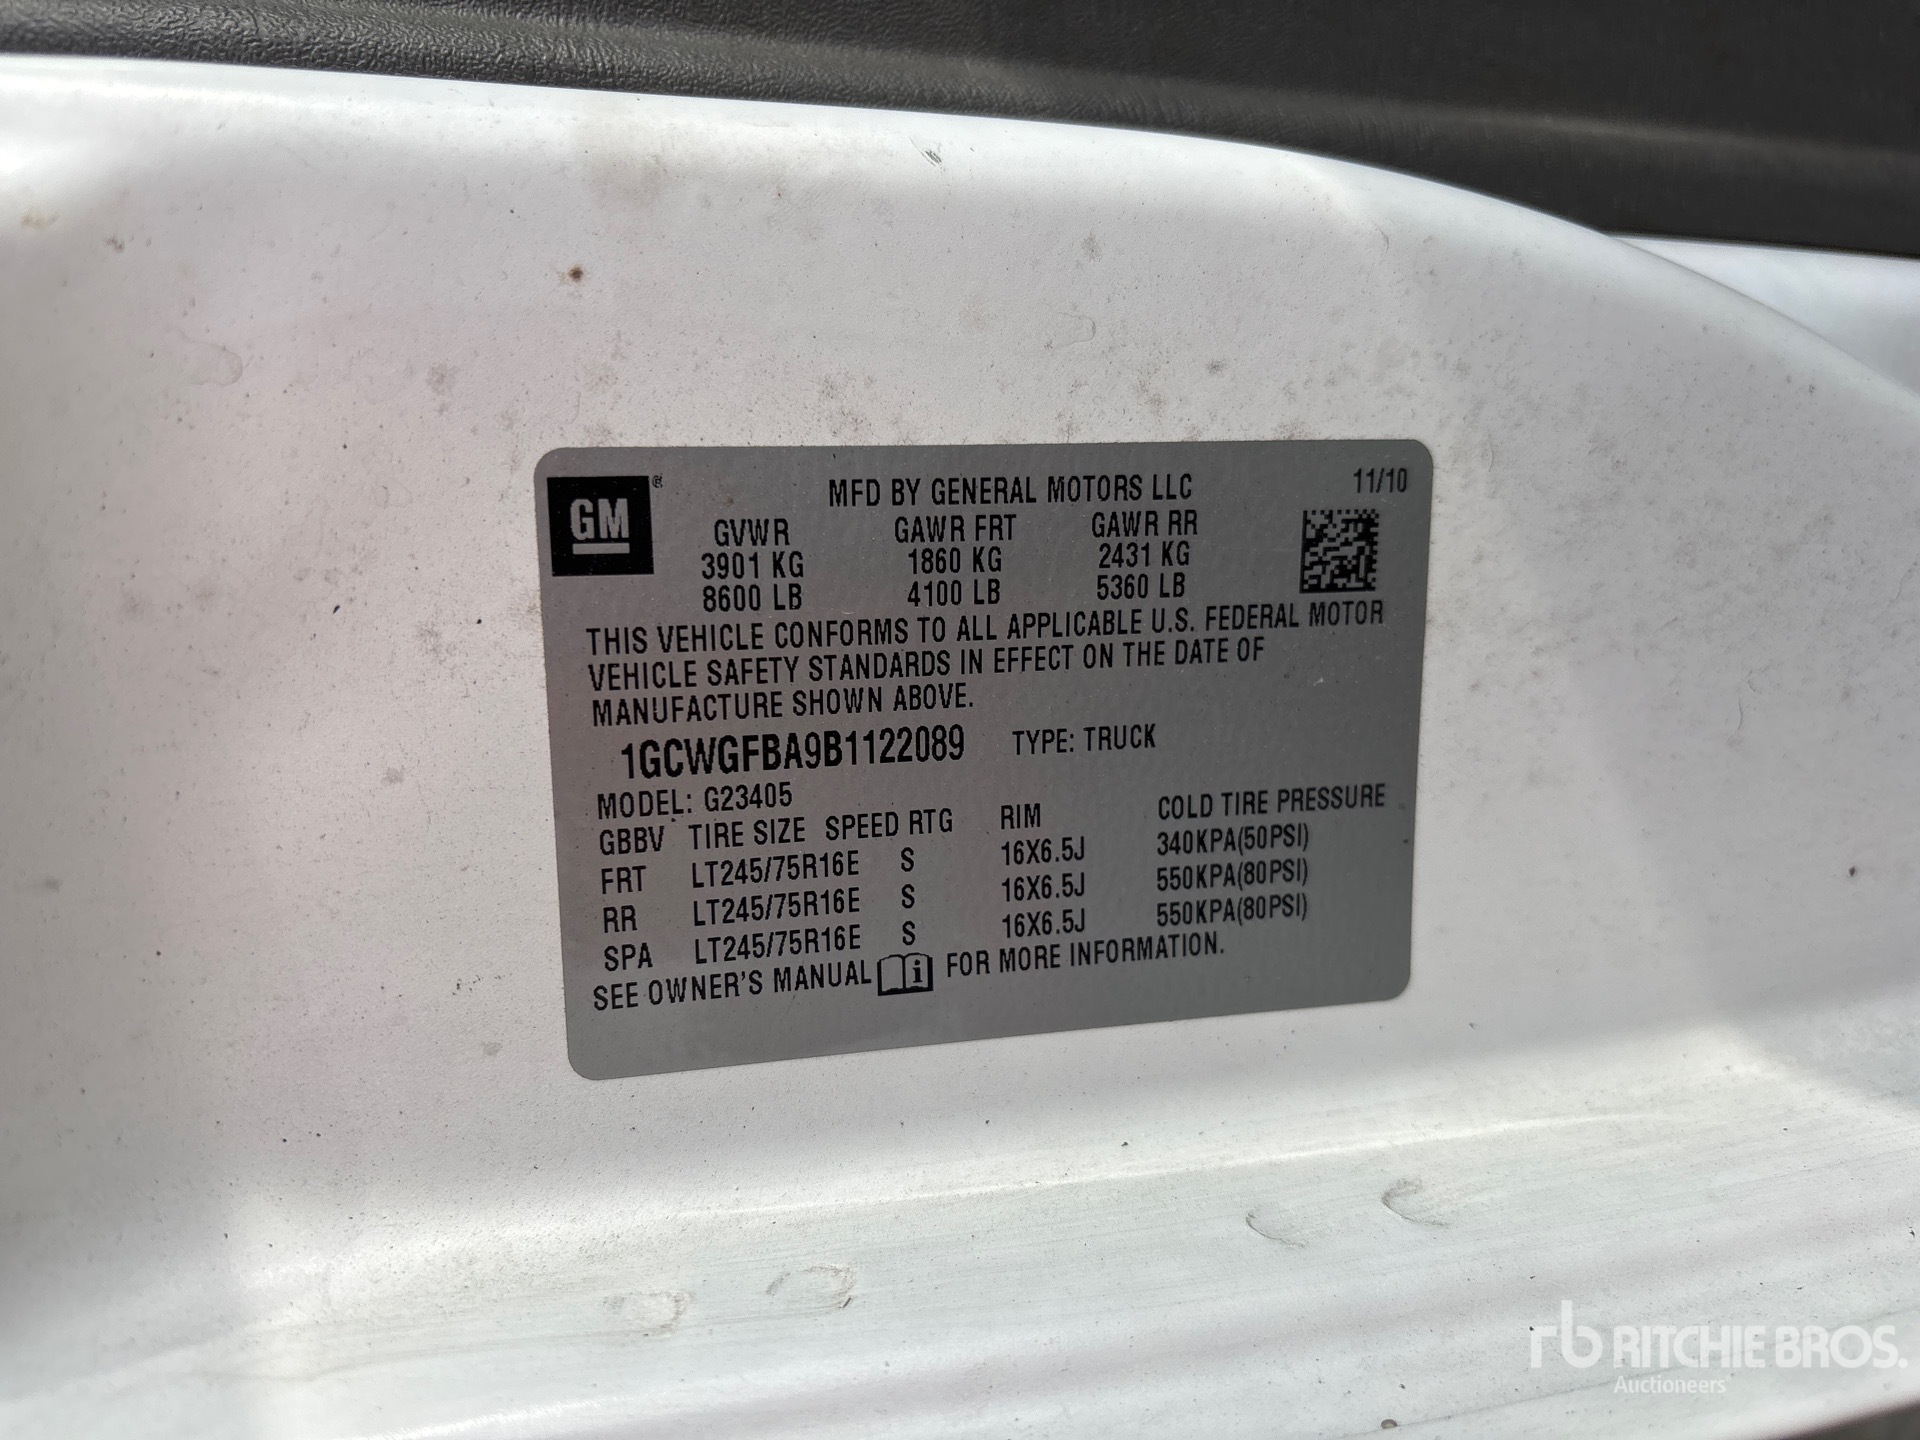 GM®
MFD BY GENERAL MOTORS LLC 11/10
GVWR GAWR FRT GAWR RR
3901 KG 1860 KG 2431 KG
8600 LB 4100 LB 5360 LB
THIS VEHICLE CONFORMS TO ALL APPLICABLE U.S. FEDERAL MOTOR
VEHICLE SAFETY STANDARDS IN EFFECT ON THE DATE OF
MANUFACTURE SHOWN ABOVE.
1GCWGFBA9B1122089 TYPE: TRUCK
MODEL: G23405
GBBV TIRE SIZE SPEED RTG RIM COLD TIRE PRESSURE
FRT LT245/75R16E S 16X6.5J 340KPA(50PSI)
RR LT245/75R16E S 16X6.5J 550KPA(80PSI)
SPA LT245/75R16E S 16X6.5J 550KPA(80PSI)
SEE OWNER'S MANUAL i FOR MORE INFORMATION.
rb RITCHIE BROS.
Auctioneers